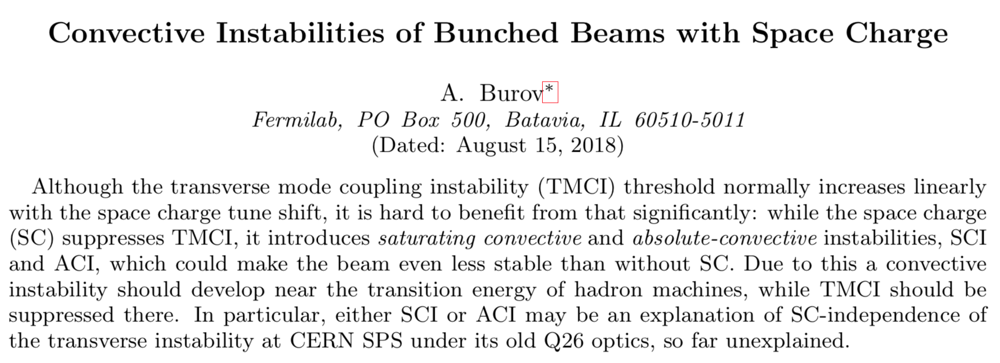 Convective Instabilities of Bunched Beams with Space Charge
A. Burov*
Fermilab, PO Box 500, Batavia, IL 60510-5011
(Dated: August 15, 2018)
Although the transverse mode coupling instability (TMCI) threshold normally increases linearly
with the space charge tune shift, it is hard to benefit from that significantly: while the space charge
(SC) suppresses TMCI, it introduces saturating convective and absolute-convective instabilities, SCI
and ACI, which could make the beam even less stable than without SC. Due to this a convective
instability should develop near the transition energy of hadron machines, while TMCI should be
suppressed there. In particular, either SCI or ACI may be an explanation of SC-independence of
the transverse instability at CERN SPS under its old Q26 optics, so far unexplained.